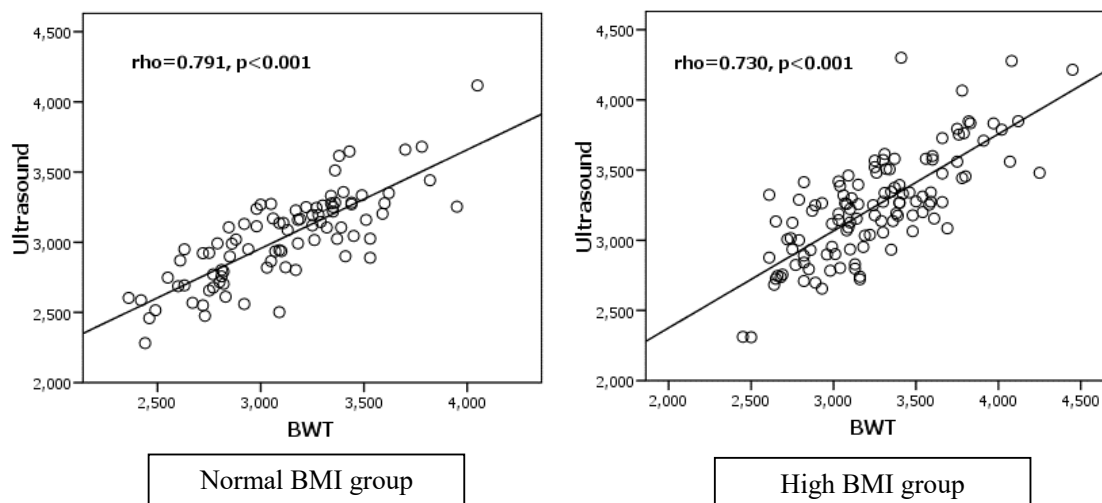 4,500
rho=0.791, p<0.001
4,000
3,500
Ultrasound
3,000
2,500
2,000
2,500 3,000 3,500 4,000
BWT
Normal BMI group
4,500
rho=0.730, p<0.001
4,000
3,500
Ultrasound
3,000
2,500
2,000
2,000 2,500 3,000 3,500 4,000 4,500
BWT
High BMI group